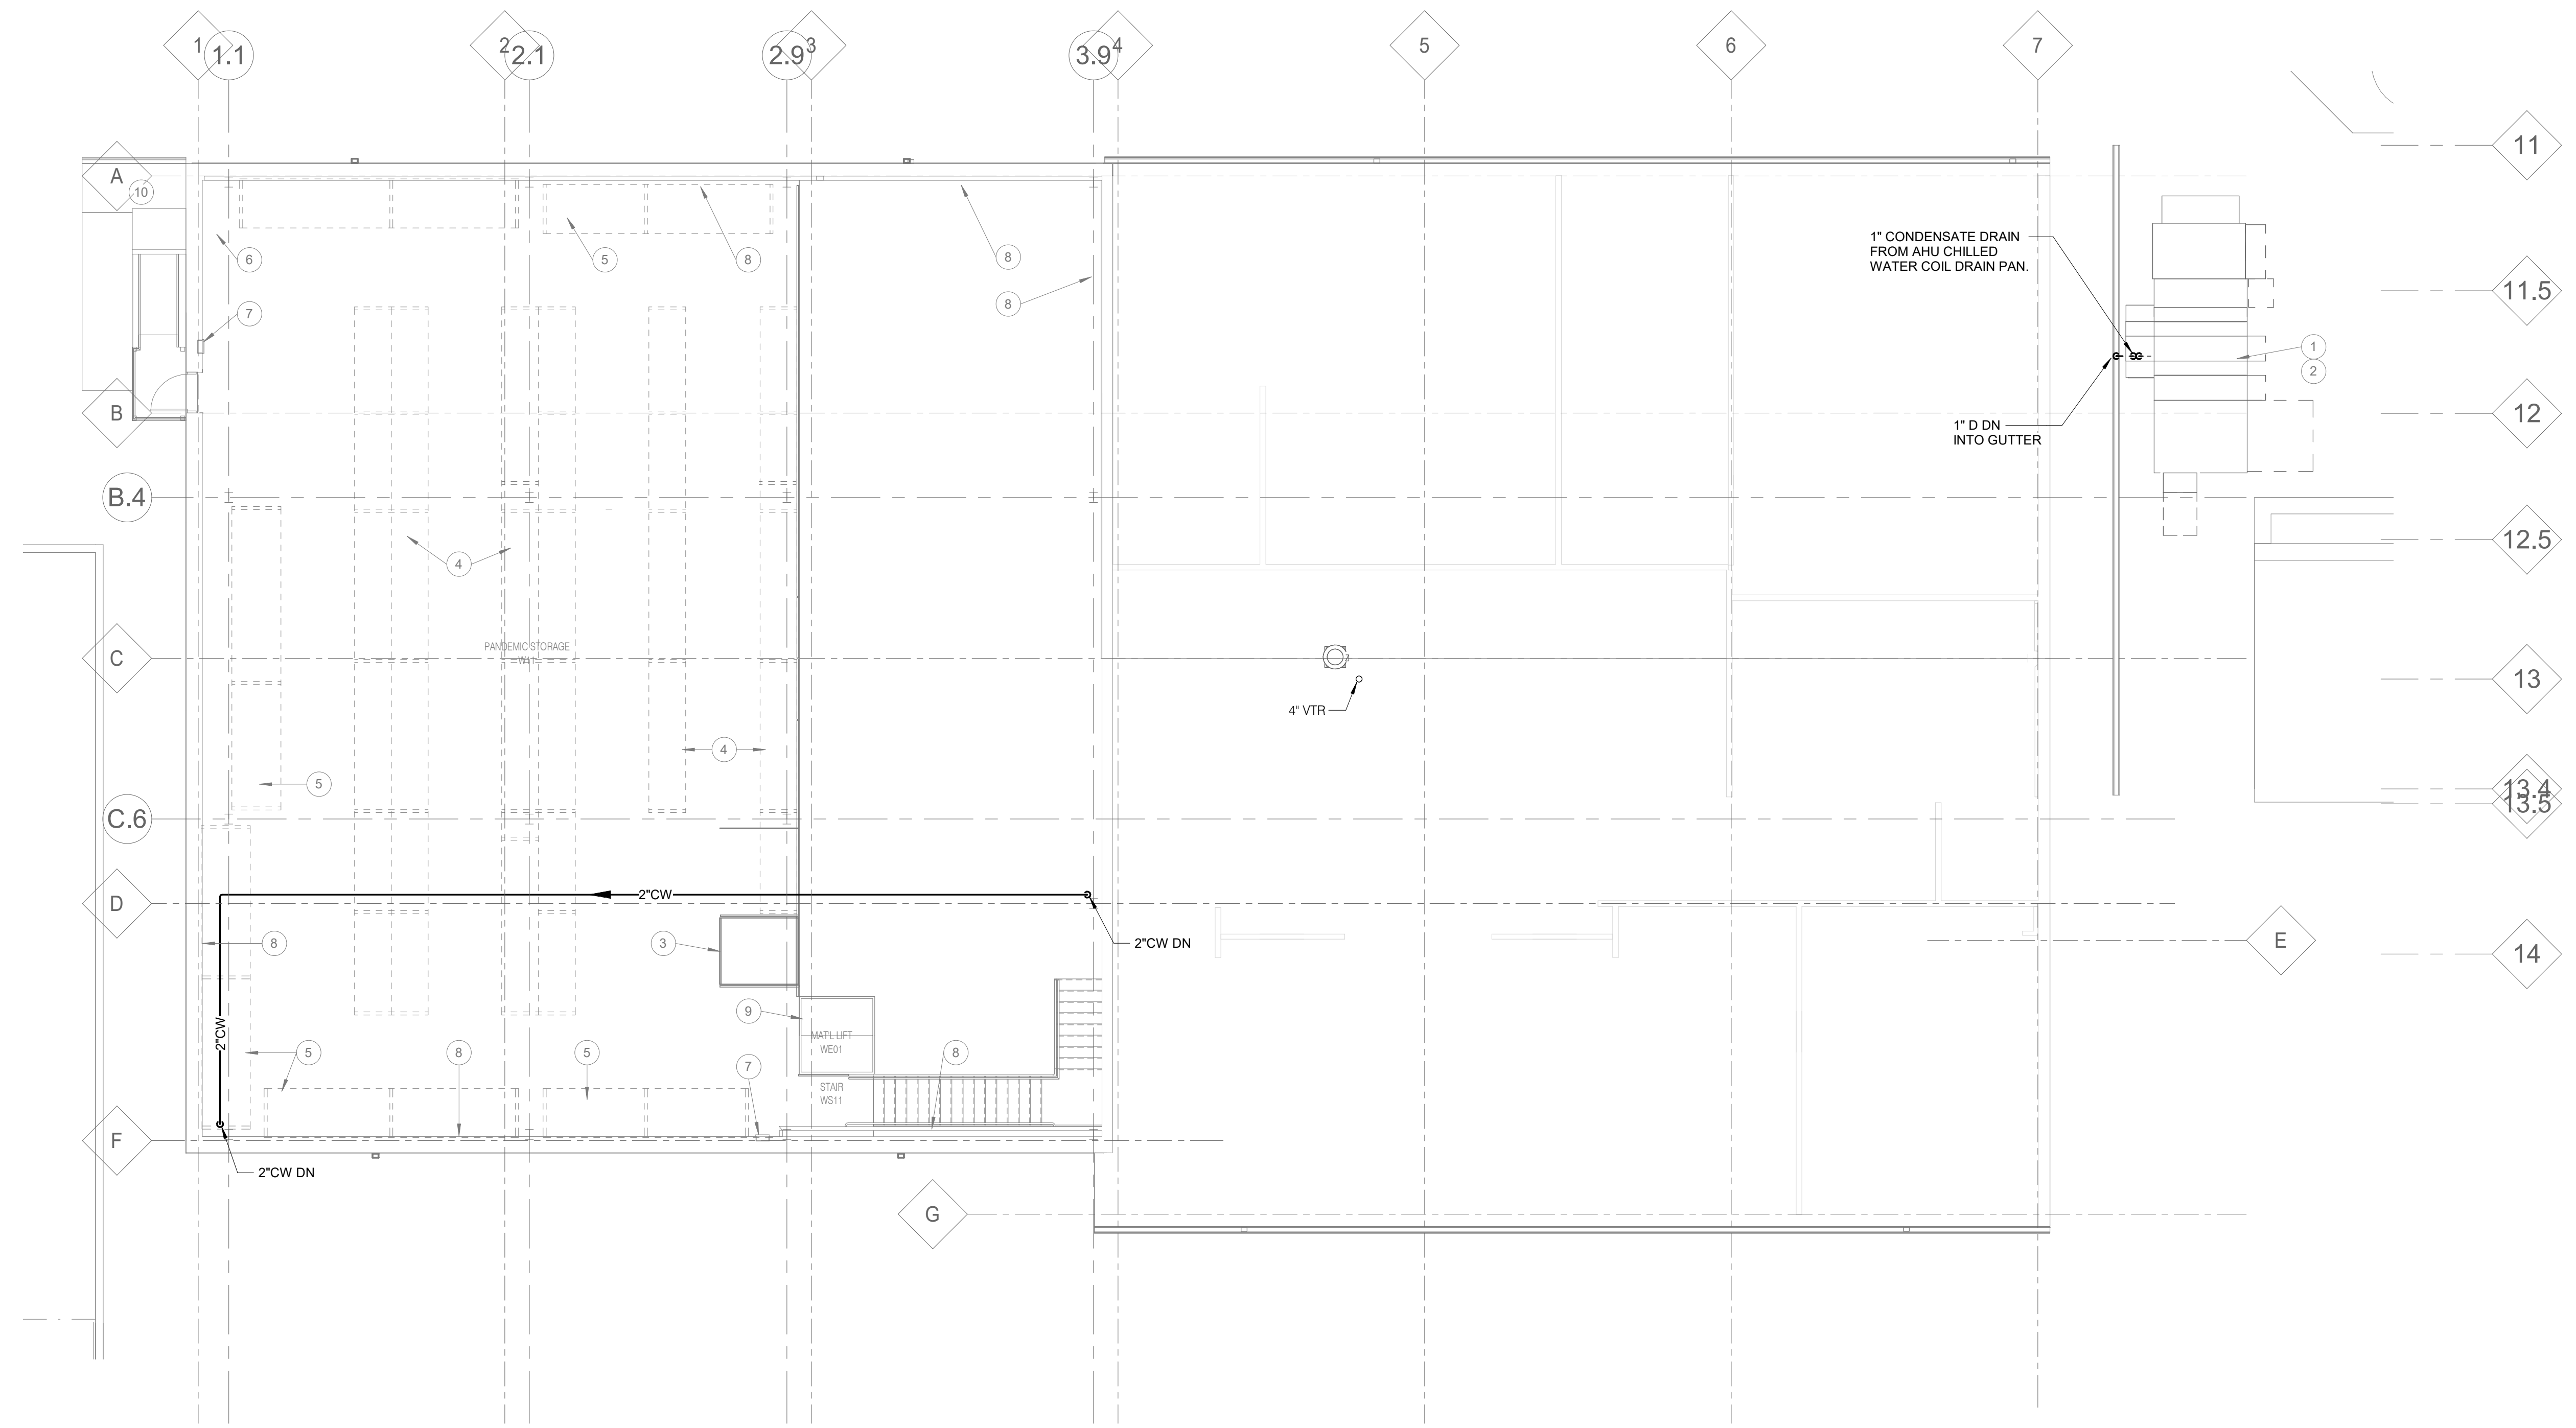 1
1.1
2
2.1
2.9
3
3.9
4
5
6
7
A
10
11
6
5
8
8
8
1" CONDENSATE DRAIN
FROM AHU CHILLED
WATER COIL DRAIN PAN.
11.5
7
1
2
B
1" D DN
INTO GUTTER
12
B.4
12.5
4
PANDEMIC STORAGE
W11
C
13
4" VTR
4
5
13.4
13.5
C.6
2"CW
D
3
8
2"CW DN
E
14
9
MAT'L LIFT
WE01
2"CW
5
8
5
7
8
STAIR
WS11
F
2"CW DN
G